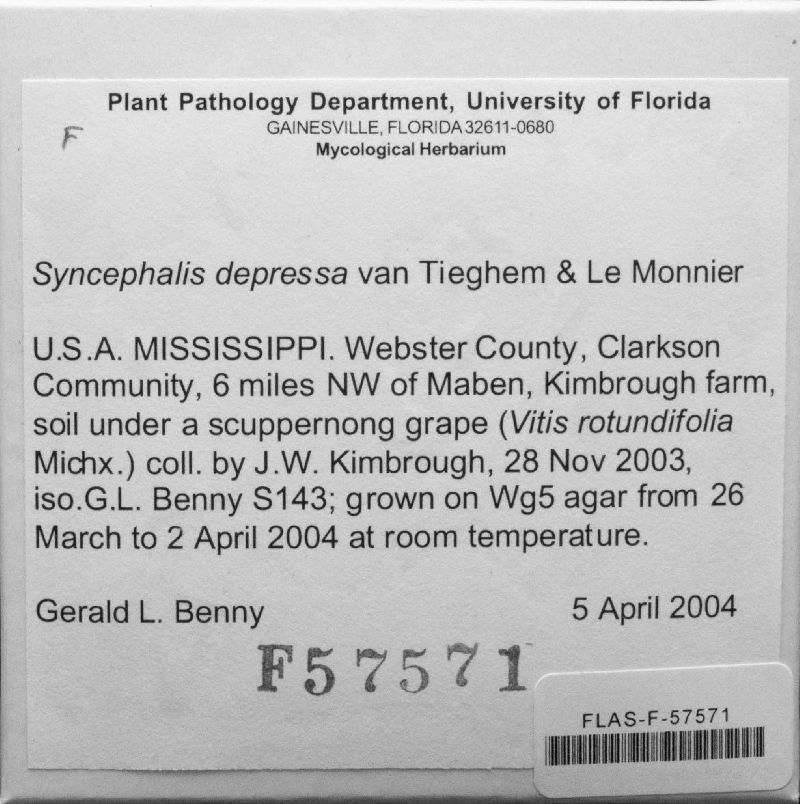 Plant Pathology Department, University of Florida
GAINESVILLE, FLORIDA 32611-0680
F
Mycological Herbarium
Syncephalis depressa van Tieghem & Le Monnier
U.S.A. MISSISSIPPI. Webster County, Clarkson
Community, 6 miles NW of Maben, Kimbrough farm,
soil under a scuppernong grape (Vitis rotundifolia
Michx.) coll. by J.W. Kimbrough, 28 Nov 2003,
iso.G.L. Benny S143; grown on Wg5 agar from 26
March to 2 April 2004 at room temperature.
Gerald L. Benny 5 April 2004
F57571
FLAS-F-57571